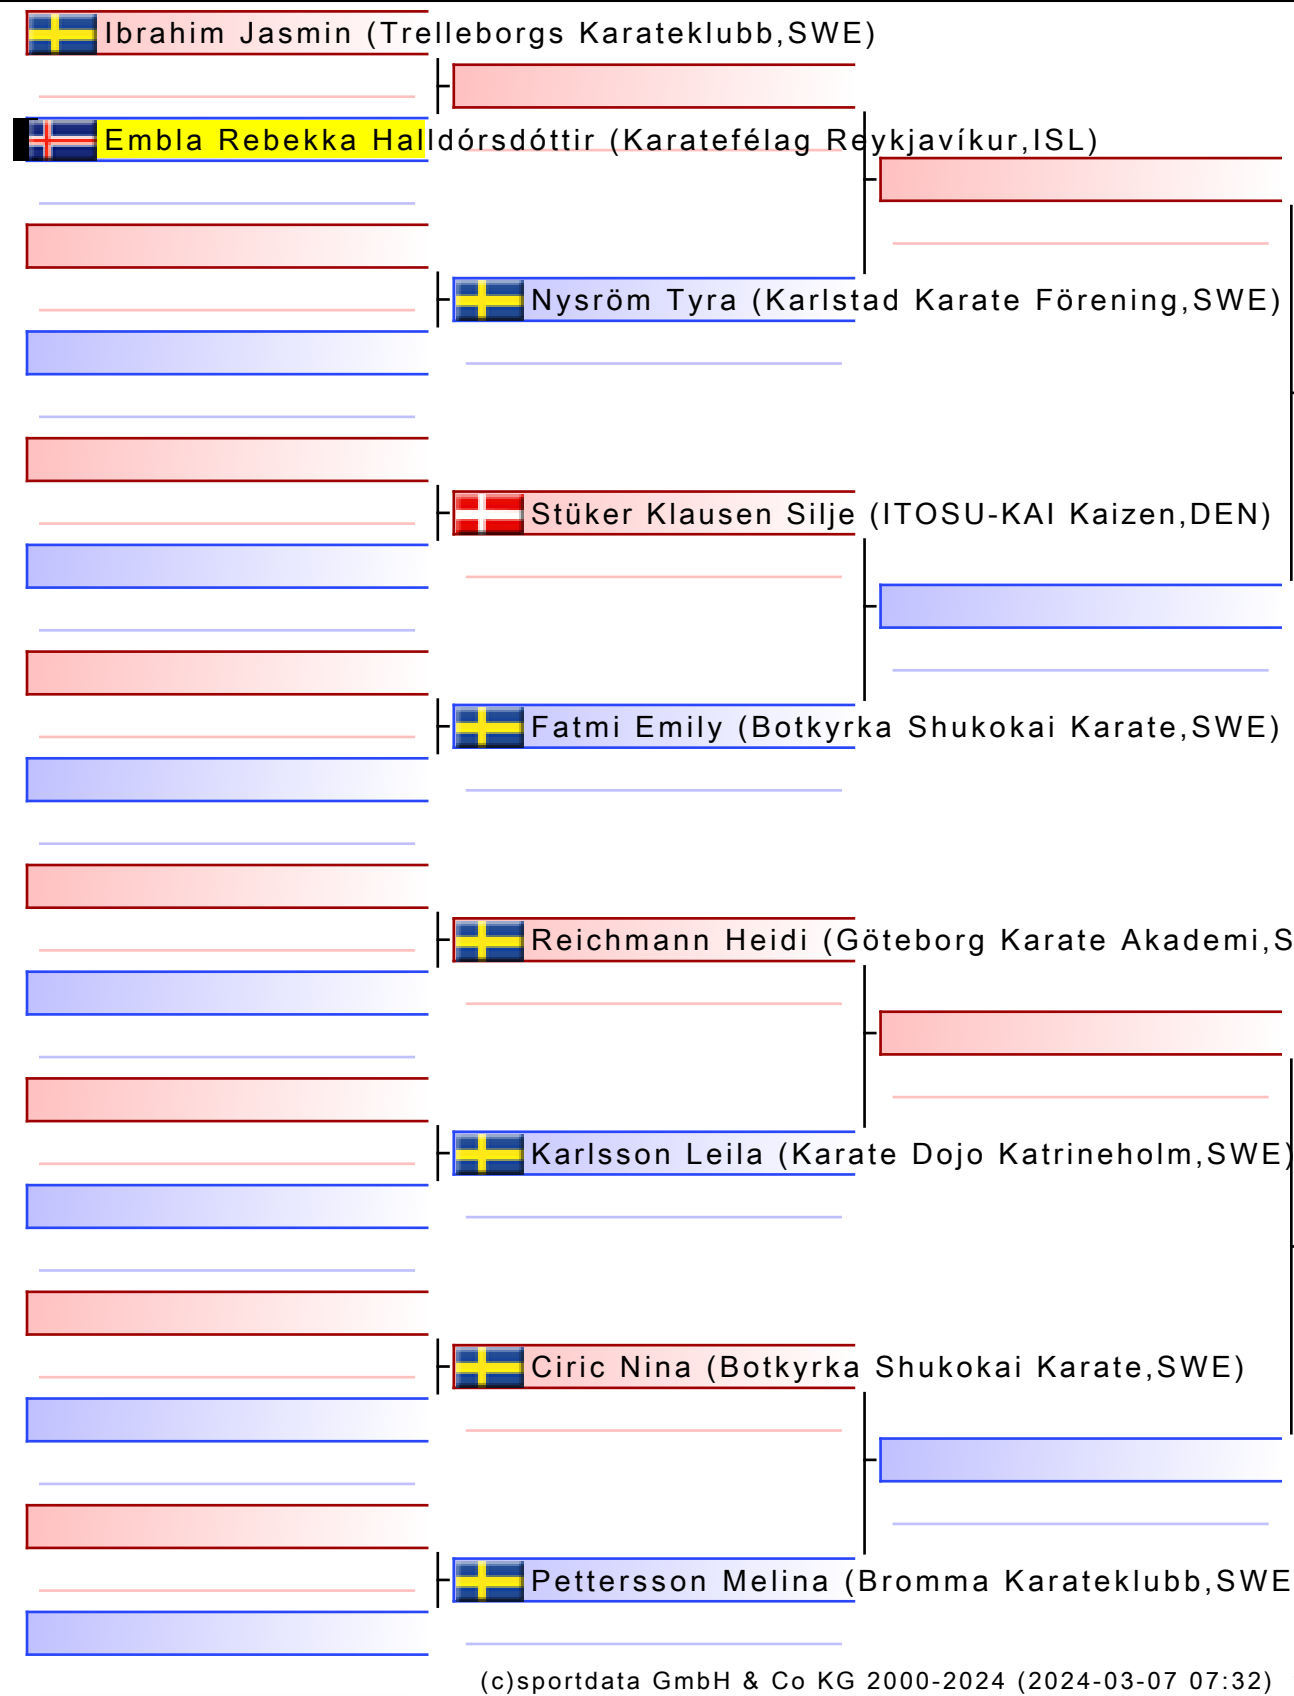 Ibrahim Jasmin (Trelleborgs Karateklubb,SWE)
Embla Rebekka Halldórsdóttir (Karatefélag Reykjavíkur,ISL)
Nysröm Tyra (Karlstad Karate Förening,SWE)
Stüker Klausen Silje (ITOSU-KAI Kaizen,DEN)
Fatmi Emily (Botkyrka Shukokai Karate,SWE)
Reichmann Heidi (Göteborg Karate Akademi,S
Karlsson Leila (Karate Dojo Katrineholm,SWE)
Ciric Nina (Botkyrka Shukokai Karate,SWE)
Pettersson Melina (Bromma Karateklubb,SWE
(c)sportdata GmbH & Co KG 2000-2024 (2024-03-07 07:32)